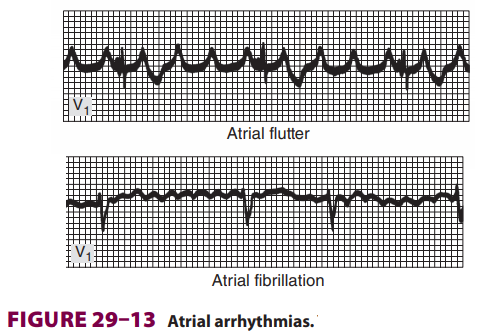 V1
Atrial flutter
V1
Atrial fibrillation
FIGURE 29–13 Atrial arrhythmias.